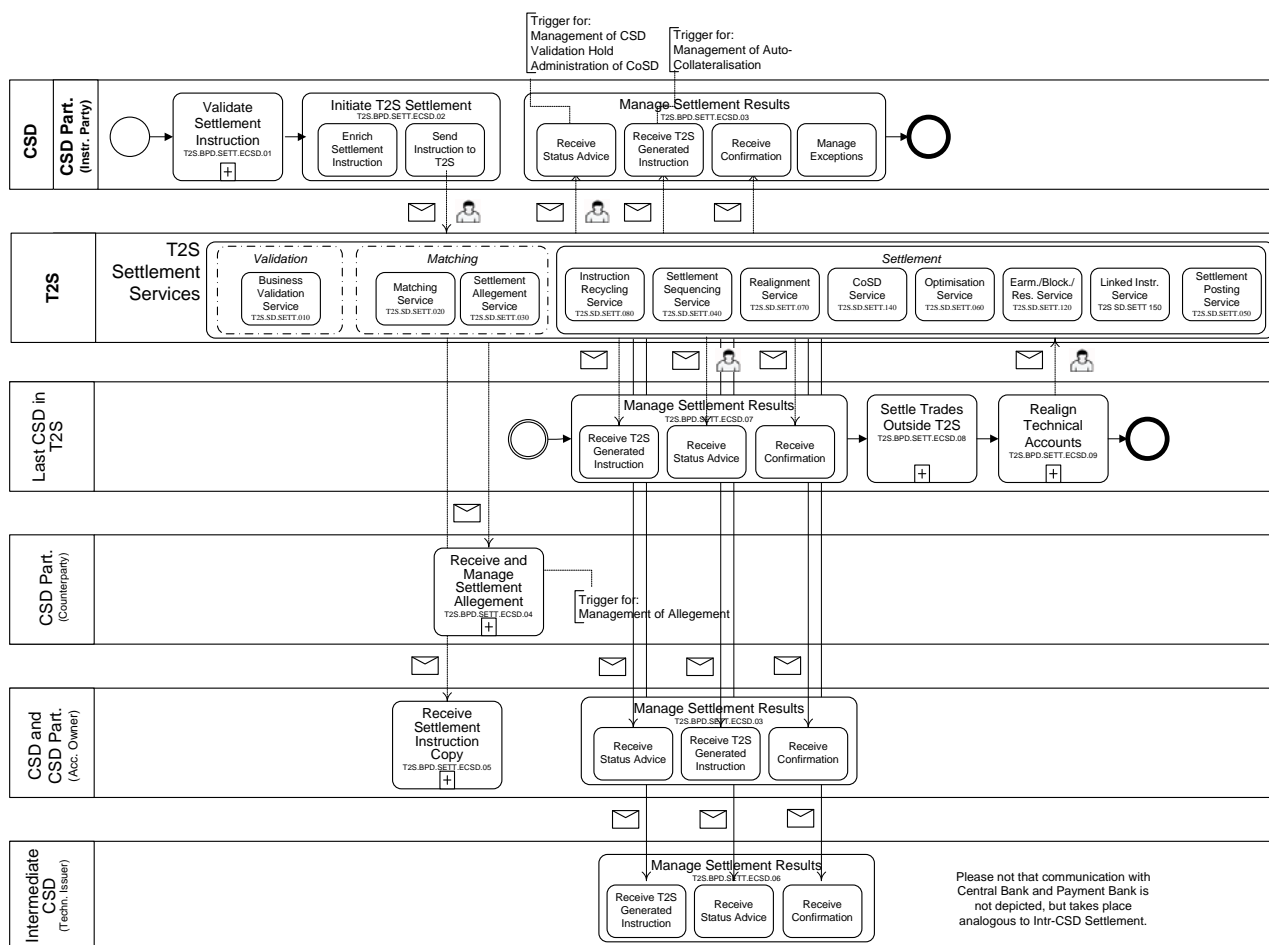 Trigger for:
Management of CSD
Validation Hold
Administration of CoSD
Trigger for:
Management of Auto-
Collateralisation
CSD
CSD Part.
(Instr. Party)
Validate
Settlement
Instruction
T2S.BPD.SETT.ECSD.01
Initiate T2S Settlement
T2S.BPD.SETT.ECSD.02
Enrich
Settlement
Instruction
Send
Instruction to
T2S
Manage Settlement Results
T2S.BPD.SETT.ECSD.03
Receive
Status Advice
Receive T2S
Generated
Instruction
Receive
Confirmation
Manage
Exceptions
T2S
T2S
Settlement
Services
Validation
Business
Validation
Service
T2S.SD.SETT.010
Matching
Matching
Service
T2S.SD.SETT.020
Settlement
Allegement
Service
T2S.SD.SETT.030
Settlement
Instruction
Recycling
Service
T2S.SD.SETT.080
Settlement
Sequencing
Service
T2S.SD.SETT.040
Realignment
Service
T2S.SD.SETT.070
CoSD
Service
T2S.SD.SETT.140
Optimisation
Service
T2S.SD.SETT.060
Earm./Block./
Res. Service
T2S.SD.SETT.120
Linked Instr.
Service
T2S SD.SETT 150
Settlement
Posting
Service
T2S.SD.SETT.050
Last CSD in
T2S
Manage Settlement Results
T2S.BPD.SETT.ECSD.07
Receive T2S
Generated
Instruction
Receive
Status Advice
Receive
Confirmation
Settle Trades
Outside T2S
T2S.BPD.SETT.ECSD.08
Realign
Technical
Accounts
T2S.BPD.SETT.ECSD.09
CSD Part.
(Counterparty)
Receive and
Manage
Settlement
Allegement
T2S.BPD.SETT.ECSD.04
Trigger for:
Management of Allegement
CSD and
CSD Part.
(Acc. Owner)
Receive
Settlement
Instruction
Copy
T2S.BPD.SETT.ECSD.05
Manage Settlement Results
T2S.BPD.SETT.ECSD.03
Receive
Status Advice
Receive T2S
Generated
Instruction
Receive
Confirmation
Intermediate
CSD
(Techn. Issuer)
Manage Settlement Results
T2S.BPD.SETT.ECSD.06
Receive T2S
Generated
Instruction
Receive
Status Advice
Receive
Confirmation
Please not that communication with
Central Bank and Payment Bank is
not depicted, but takes place
analogous to Intr-CSD Settlement.